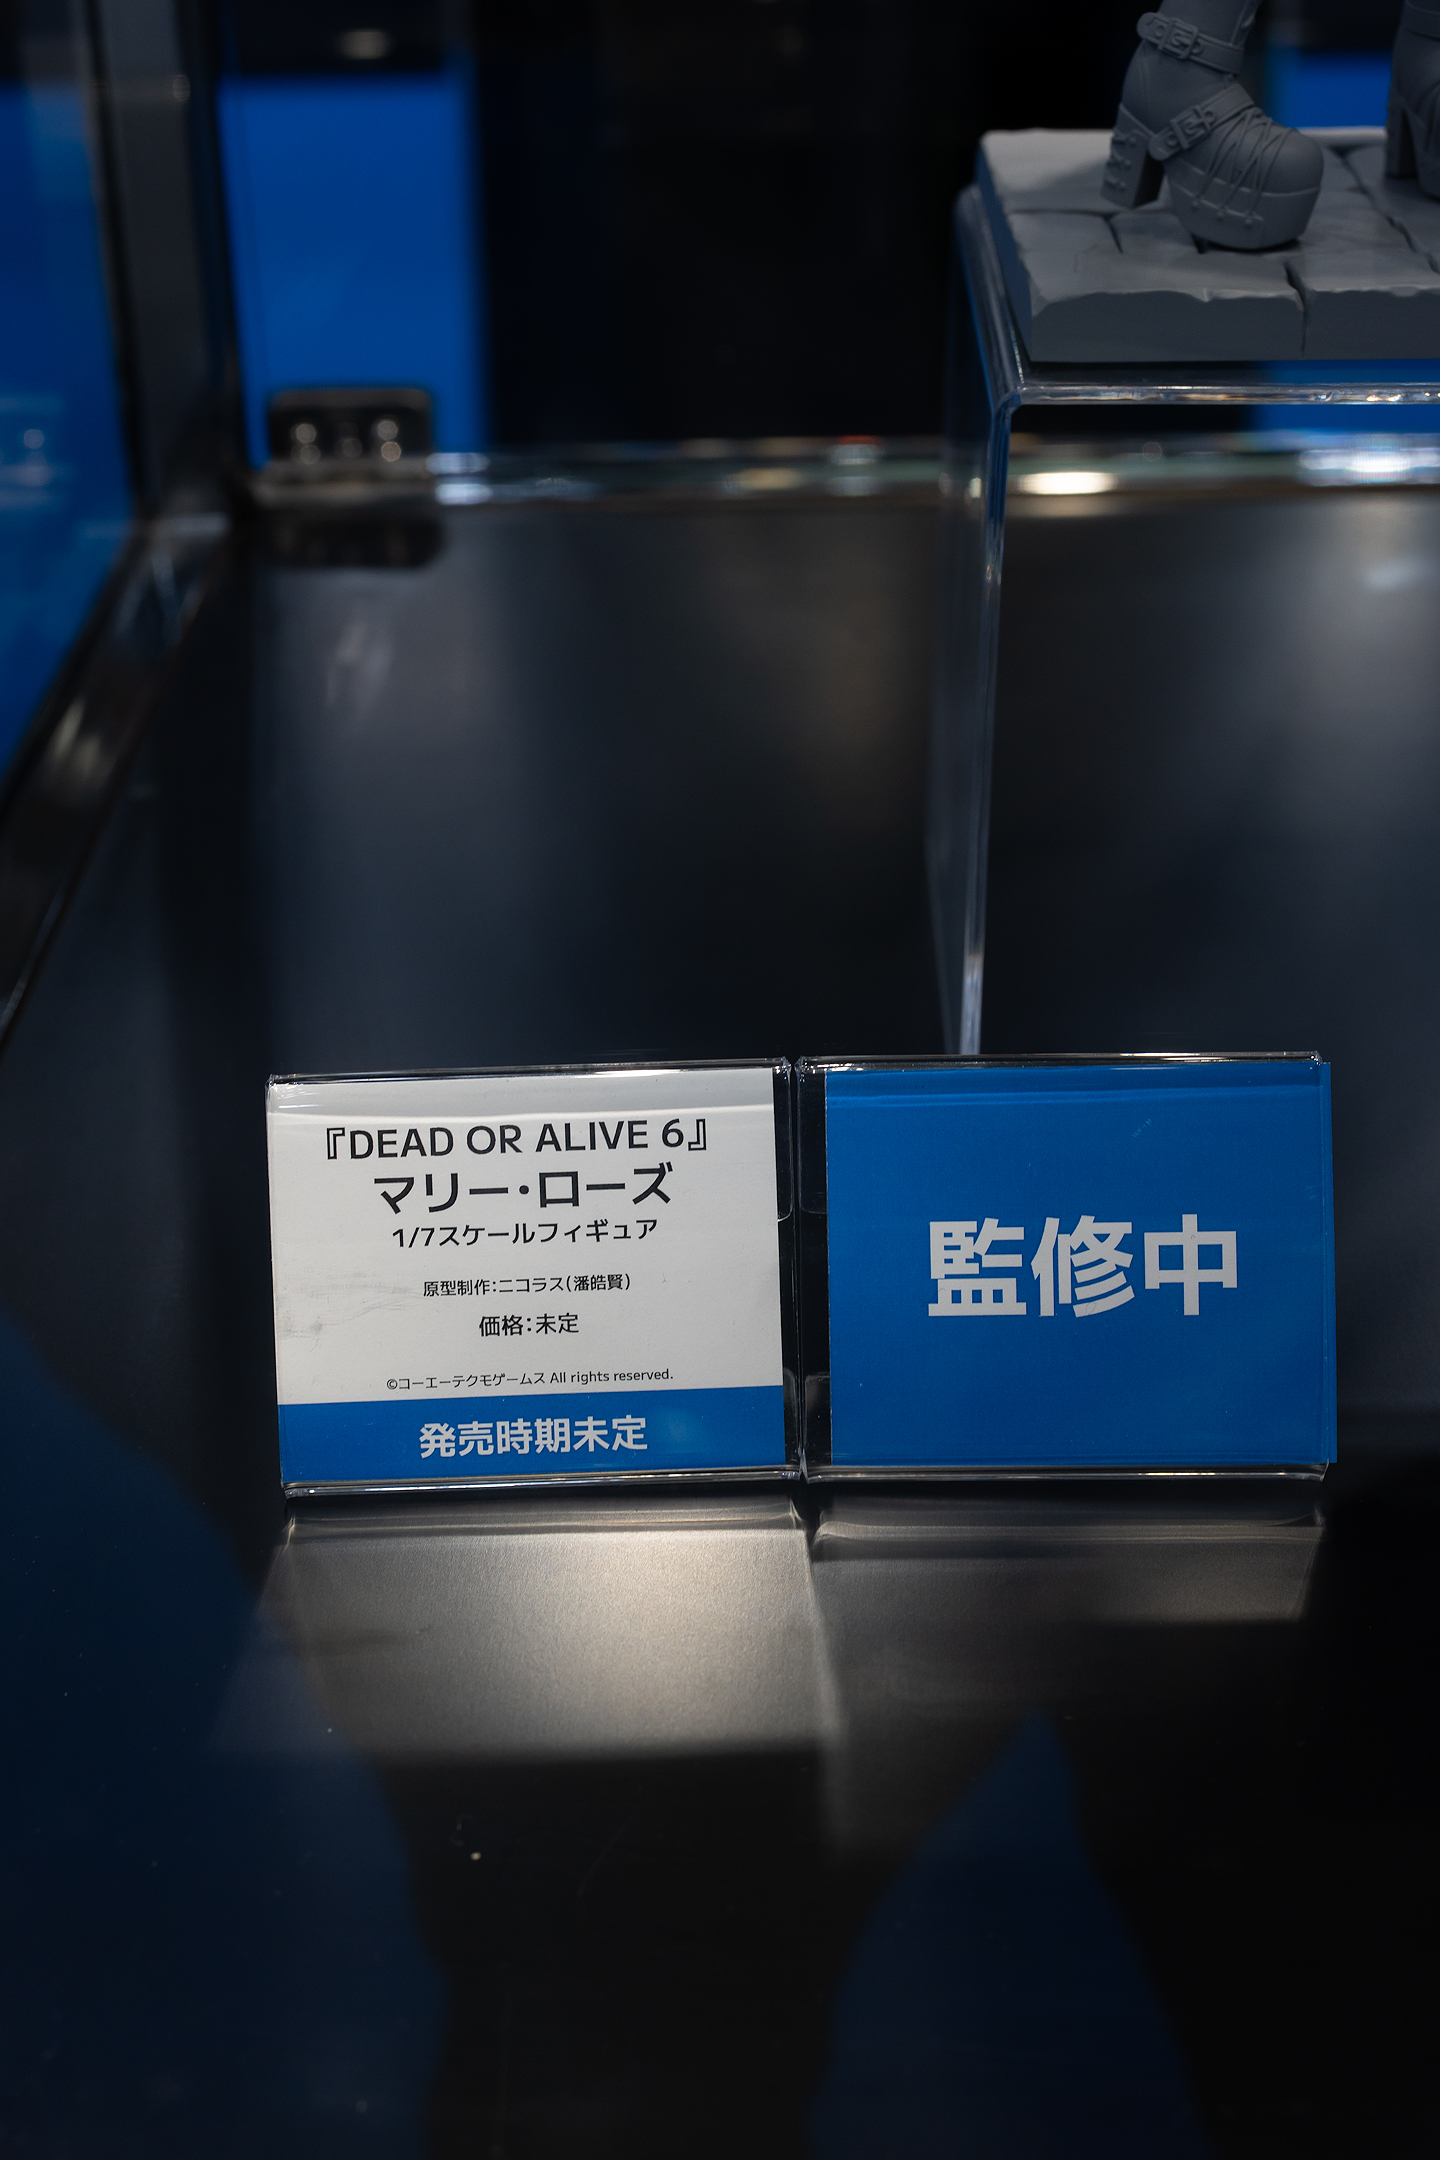 『DEAD OR ALIVE 6』
マリー・ローズ
1/7スケールフィギュア
原型制作：ニコラス（潘皓賢）
価格：未定
©コーエーテクモゲームス All rights reserved.
発売時期未定
監修中